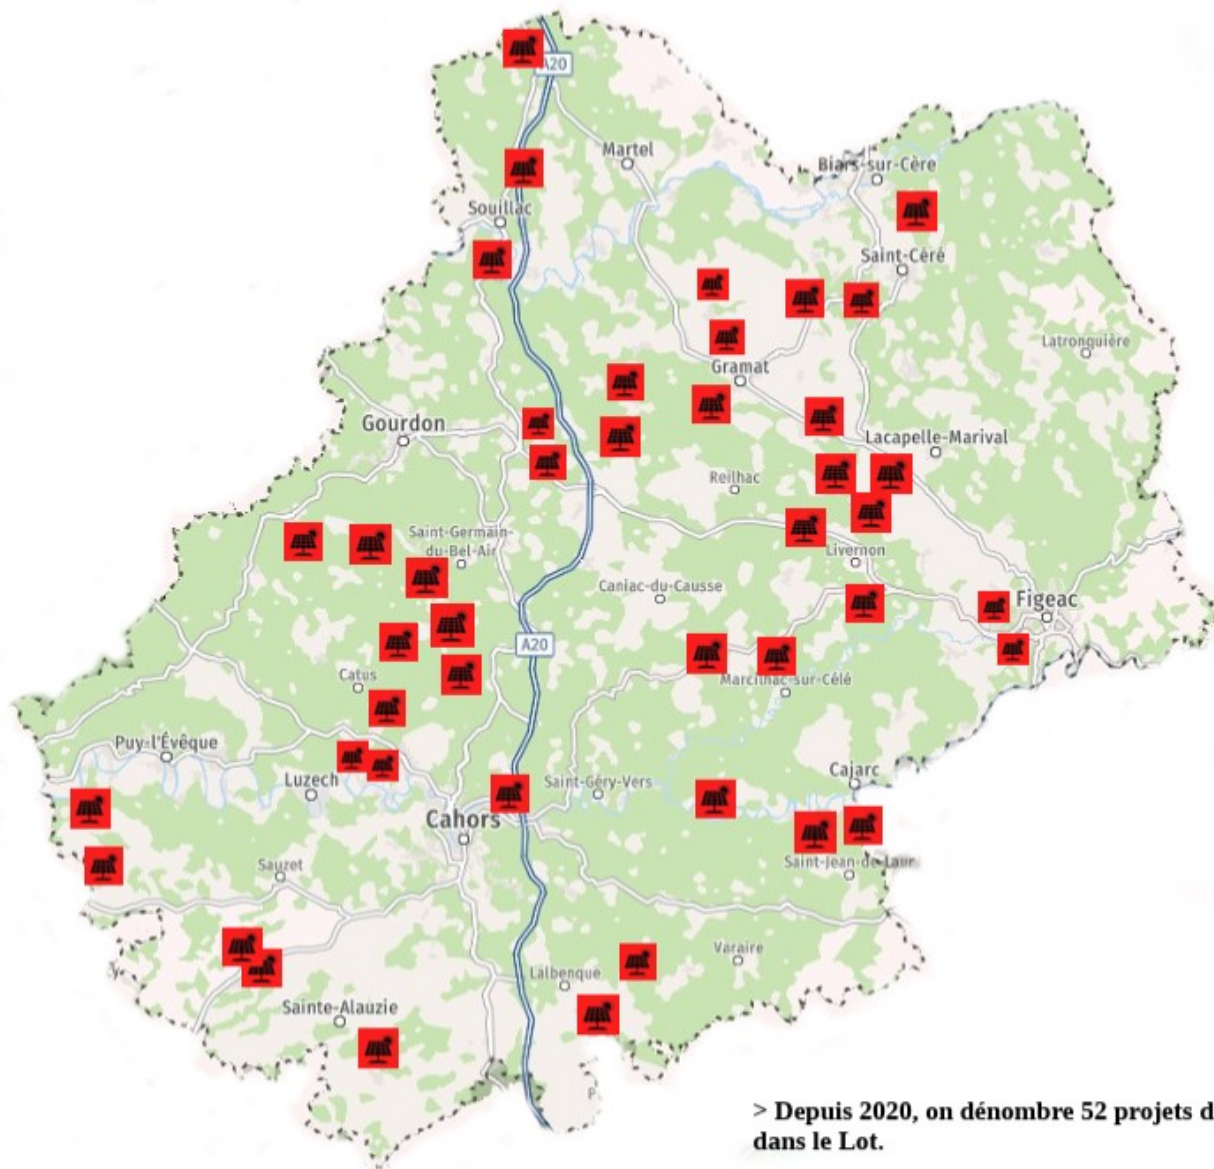 A20
Martel
Biars-sur-Cère
Souillac
Saint-Céré
Latronquière
Gramat
Gourdon
Lacapelle-Marival
Reilhac
Saint-Germain-
du-Bel-Air
Livernon
Caniac-du-Causse
Figeac
A20
Catus
Marcilhac-sur-Célé
Puy-l'Évêque
Luzech
Saint-Géry-Vers
Cajarc
Cahors
Sauzet
Saint-Jean-de-Laur
Varaire
Lalbenque
Sainte-Alauzie
P
> Depuis 2020, on dénombre 52 projets d
dans le Lot.